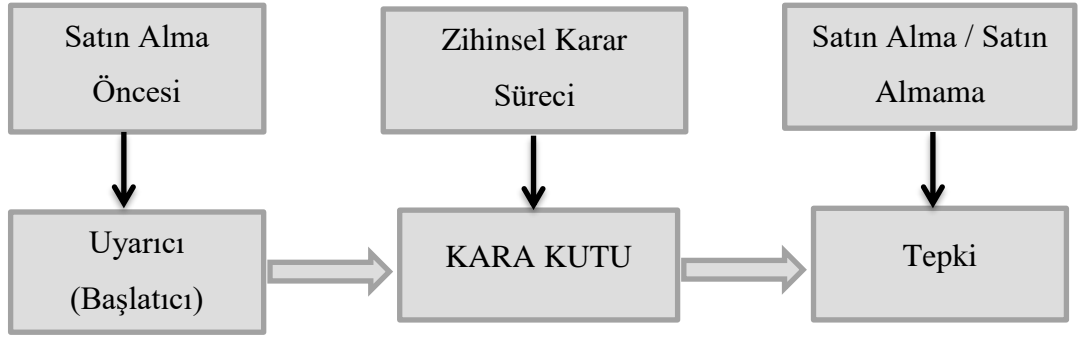 Satın Alma
Öncesi
Zihinsel Karar
Süreci
Satın Alma / Satın
Almama
Uyarıcı
(Başlatıcı)
KARA KUTU
Tepki